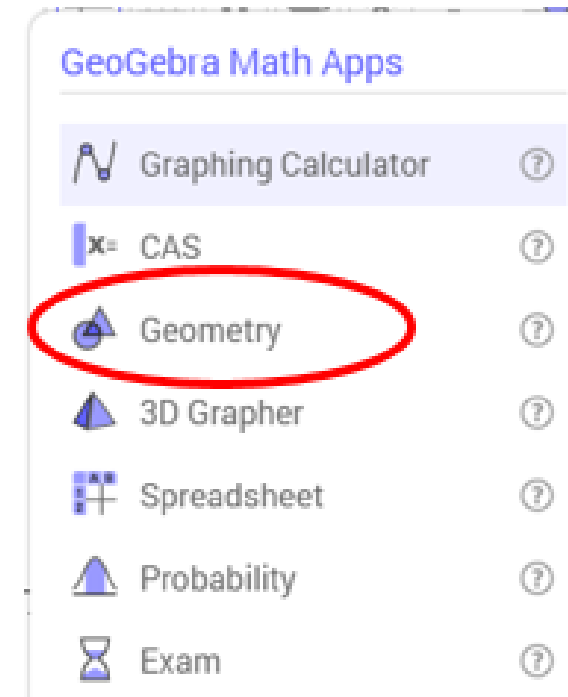 GeoGebra Math Apps
Graphing Calculator
x= CAS
Geometry
3D Grapher
Spreadsheet
Probability
Exam